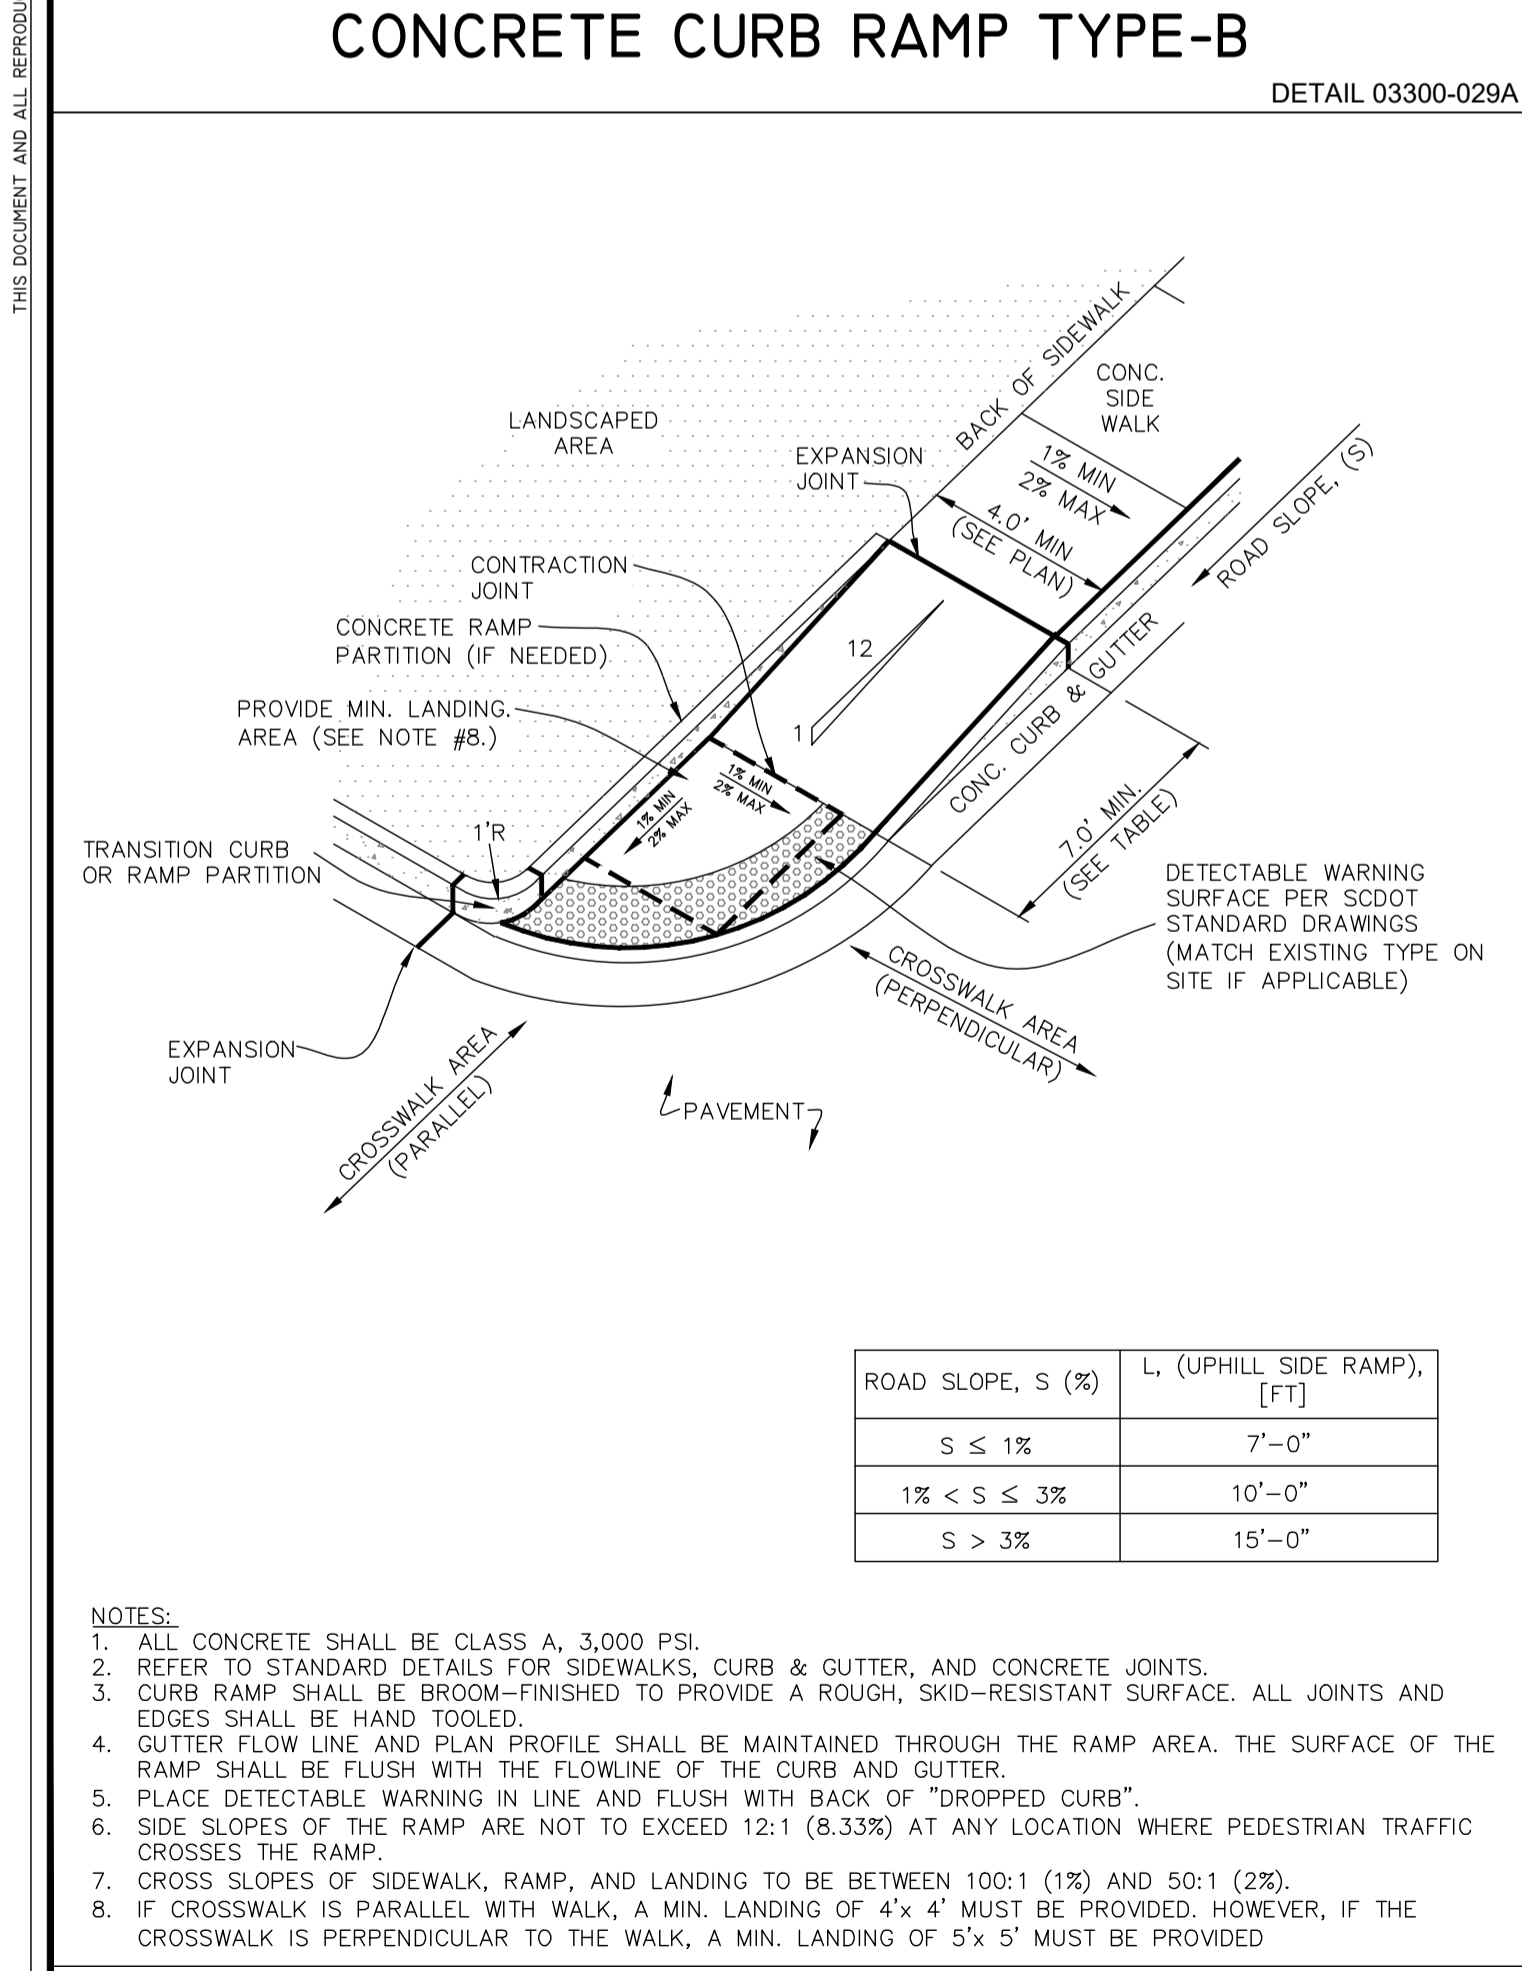 CONCRETE CURB RAMP TYPE-B
DETAIL 03300-029A
THIS DOCUMENT AND ALL
BACK OF SIDEWALK
CONC.
SIDE
WALK
LANDSCAPED
AREA
EXPANSION
JOINT
1% MIN
2% MAX
4.0' MIN
(SEE PLAN)
ROAD SLOPE, (S)
CONTRACTION
JOINT
CONCRETE RAMP
PARTITION (IF NEEDED)
12
1
PROVIDE MIN. LANDING.
AREA (SEE NOTE #8.)
CONC. CURB & GUTTER
1% MIN
2% MAX
1% MIN
2% MAX
7.0' MIN.
(SEE TABLE)
1'R
TRANSITION CURB
OR RAMP PARTITION
DETECTABLE WARNING
SURFACE PER SCDOT
STANDARD DRAWINGS
(MATCH EXISTING TYPE ON
SITE IF APPLICABLE)
CROSSWALK AREA
(PERPENDICULAR)
EXPANSION
JOINT
CROSSWALK AREA
(PARALLEL)
PAVEMENT
ROAD SLOPE, S (%)
L, (UPHILL SIDE RAMP),
[FT]
S ≤ 1%
7'-0"
1% < S ≤ 3%
10'-0"
S > 3%
15'-0"
NOTES:
1. ALL CONCRETE SHALL BE CLASS A, 3,000 PSI.
2. REFER TO STANDARD DETAILS FOR SIDEWALKS, CURB & GUTTER, AND CONCRETE JOINTS.
3. CURB RAMP SHALL BE BROOM-FINISHED TO PROVIDE A ROUGH, SKID-RESISTANT SURFACE. ALL JOINTS AND
EDGES SHALL BE HAND TOOLED.
4. GUTTER FLOW LINE AND PLAN PROFILE SHALL BE MAINTAINED THROUGH THE RAMP AREA. THE SURFACE OF THE
RAMP SHALL BE FLUSH WITH THE FLOWLINE OF THE CURB AND GUTTER.
5. PLACE DETECTABLE WARNING IN LINE AND FLUSH WITH BACK OF "DROPPED CURB".
6. SIDE SLOPES OF THE RAMP ARE NOT TO EXCEED 12:1 (8.33%) AT ANY LOCATION WHERE PEDESTRIAN TRAFFIC
CROSSES THE RAMP.
7. CROSS SLOPES OF SIDEWALK, RAMP, AND LANDING TO BE BETWEEN 100:1 (1%) AND 50:1 (2%).
8. IF CROSSWALK IS PARALLEL WITH WALK, A MIN. LANDING OF 4'x 4' MUST BE PROVIDED. HOWEVER, IF THE
CROSSWALK IS PERPENDICULAR TO THE WALK, A MIN. LANDING OF 5'x 5' MUST BE PROVIDED